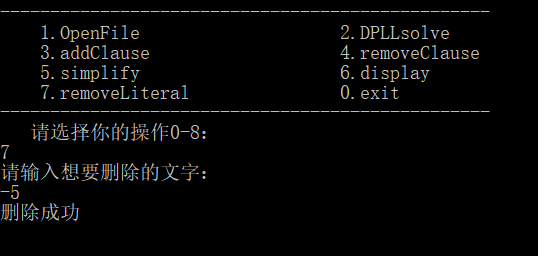 --------------------------------------------------
1.OpenFile 2.DPLLsolve
3.addClause 4.removeClause
5.simplify 6.display
7.removeLiteral 0.exit
--------------------------------------------------
请选择你的操作0-8:
7
请输入想要删除的文字:
-5
删除成功